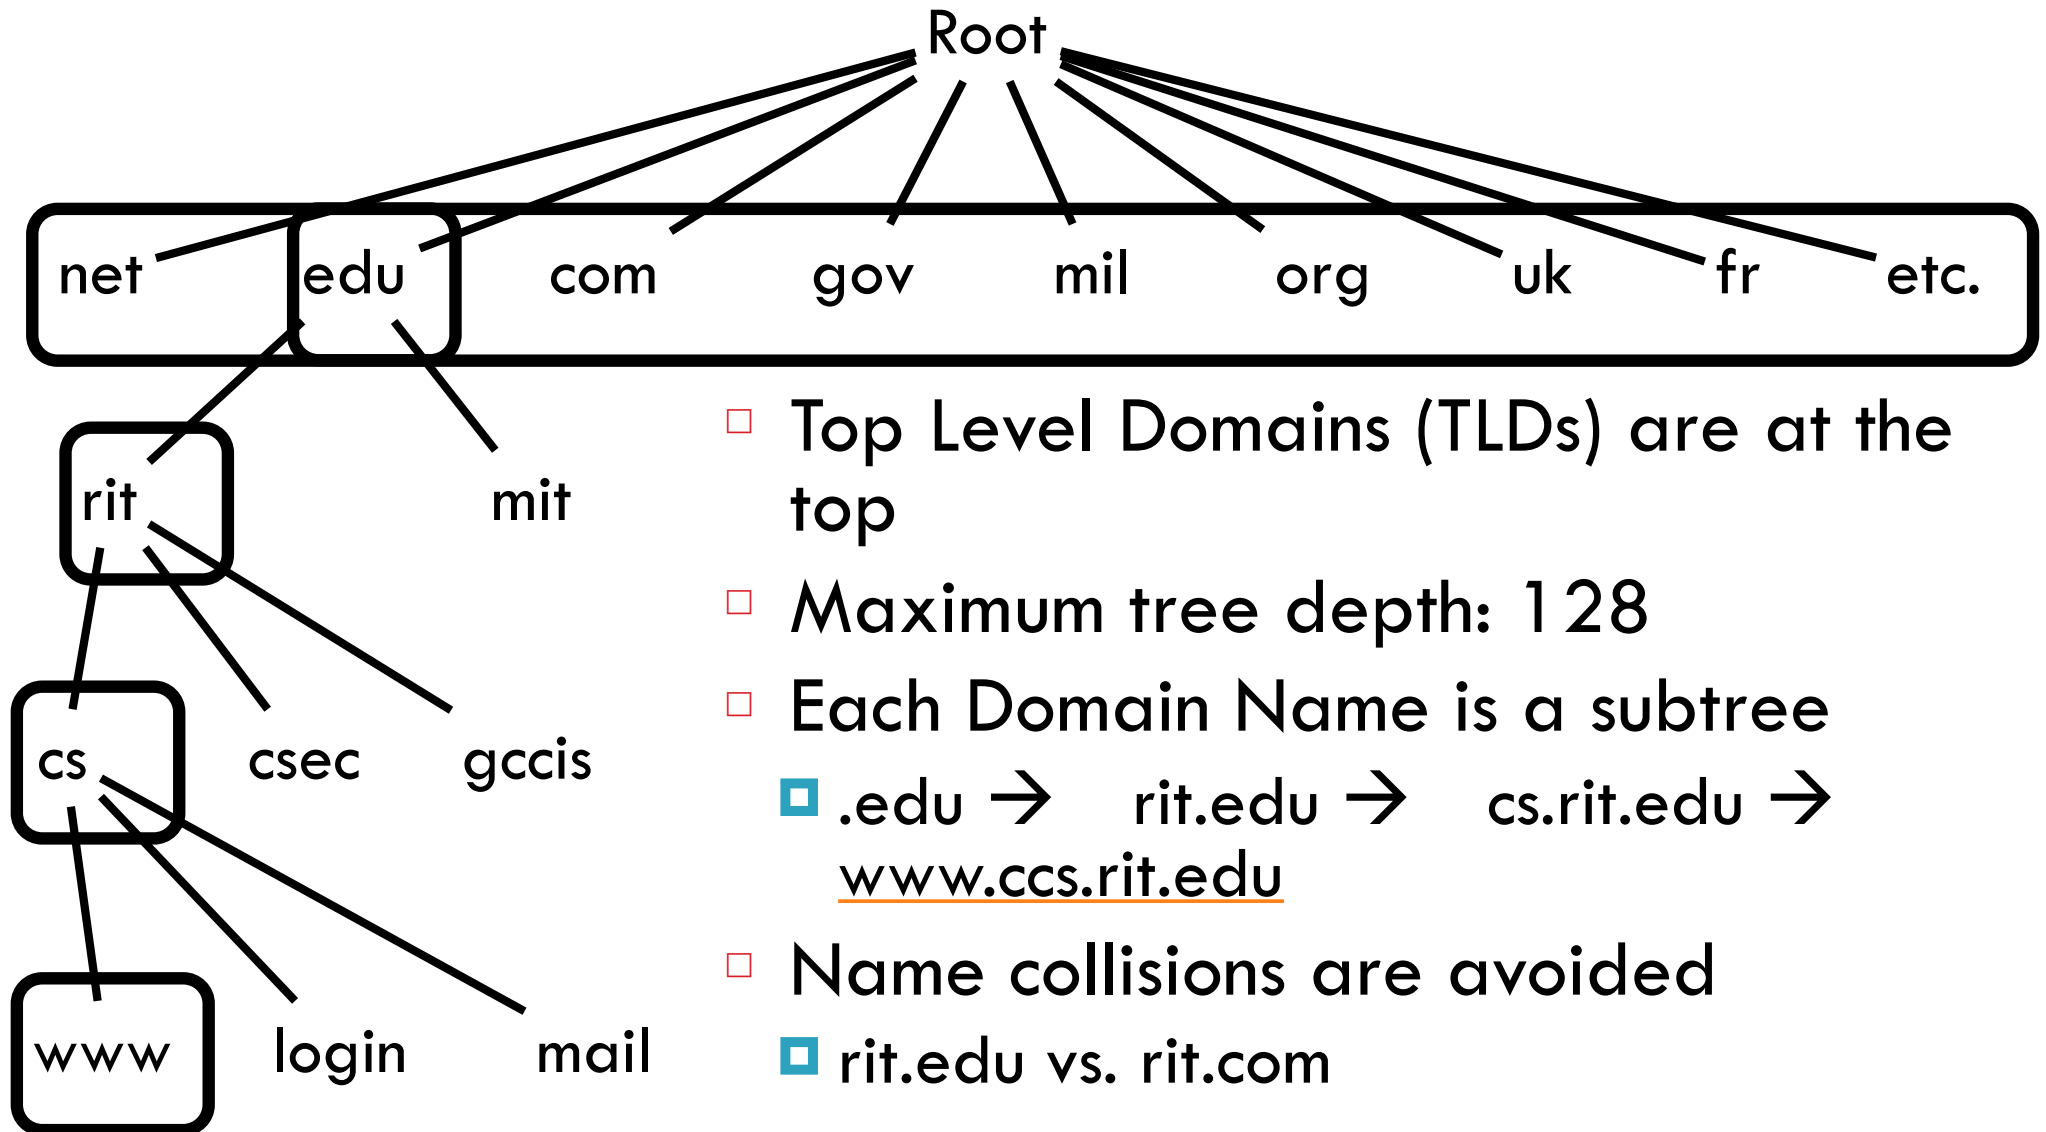 Root
net edu com gov mil org uk fr etc.
rit mit
cs csec gccis
www login mail
Top Level Domains (TLDs) are at the
top
Maximum tree depth: 128
Each Domain Name is a subtree
.edu → rit.edu → cs.rit.edu →
www.ccs.rit.edu
Name collisions are avoided
rit.edu vs. rit.com